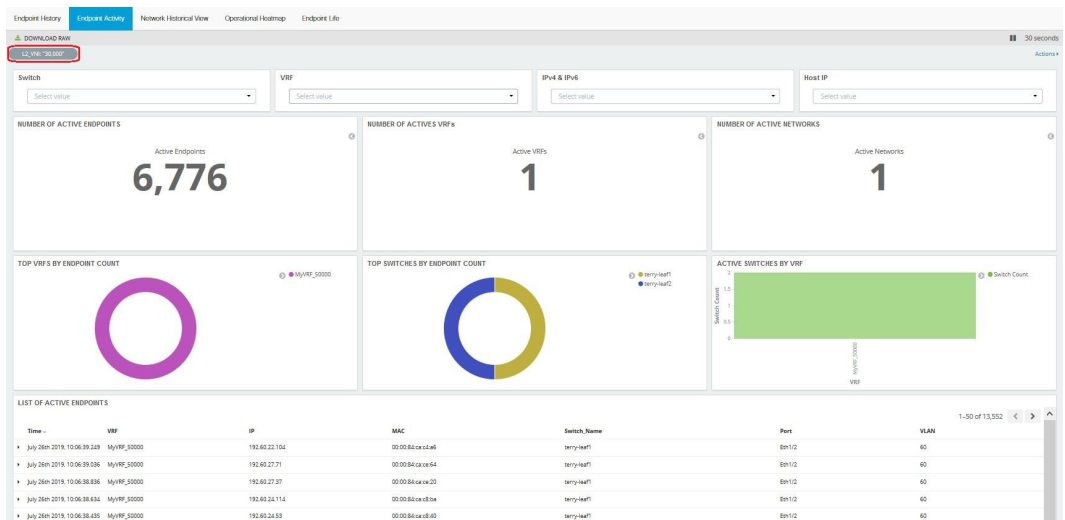 Endpoint History Endpoint Activity Network Historical View Operational Heatmap Endpoint Life
DOWNLOAD RAW 30 seconds
L2_VNI: "30,000" Actions
Switch VRF IPv4 & IPv6 Host IP
Select value Select value Select value Select value
NUMBER OF ACTIVE ENDPOINTS NUMBER OF ACTIVES VRFs NUMBER OF ACTIVE NETWORKS
Active Endpoints Active VRFs Active Networks
6,776 1 1
TOP VRFS BY ENDPOINT COUNT TOP SWITCHES BY ENDPOINT COUNT ACTIVE SWITCHES BY VRF
MyVRF_50000 terry-leaf1 Switch Count
terry-leaf2
2
1.5
1
0.5
0
Switch Count
MyVRF_50000
VRF
LIST OF ACTIVE ENDPOINTS
1–50 of 13,552
Time VRF IP MAC Switch_Name Port VLAN
July 26th 2019, 10:06:39.249 MyVRF_50000 192.60.22.104 00:00:84:ca:c4:a6 terry-leaf1 Eth1/2 60
July 26th 2019, 10:06:39.036 MyVRF_50000 192.60.27.71 00:00:84:ca:ce:64 terry-leaf1 Eth1/2 60
July 26th 2019, 10:06:38.836 MyVRF_50000 192.60.27.37 00:00:84:ca:ce:20 terry-leaf1 Eth1/2 60
July 26th 2019, 10:06:38.634 MyVRF_50000 192.60.24.114 00:00:84:ca:c8:ba terry-leaf1 Eth1/2 60
July 26th 2019, 10:06:38.435 MyVRF_50000 192.60.24.53 00:00:84:ca:c8:40 terry-leaf1 Eth1/2 60